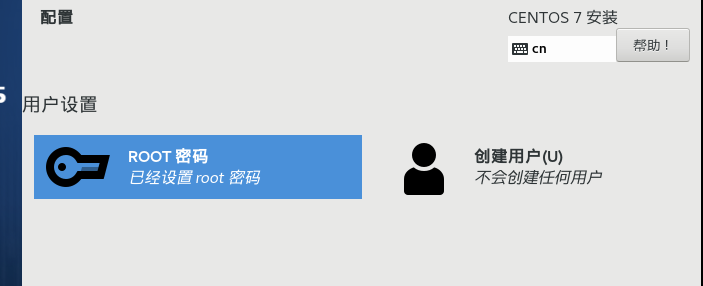 配置
CENTOS 7 安装
cn
帮助！
用户设置
ROOT 密码
已经设置 root 密码
创建用户(U)
不会创建任何用户